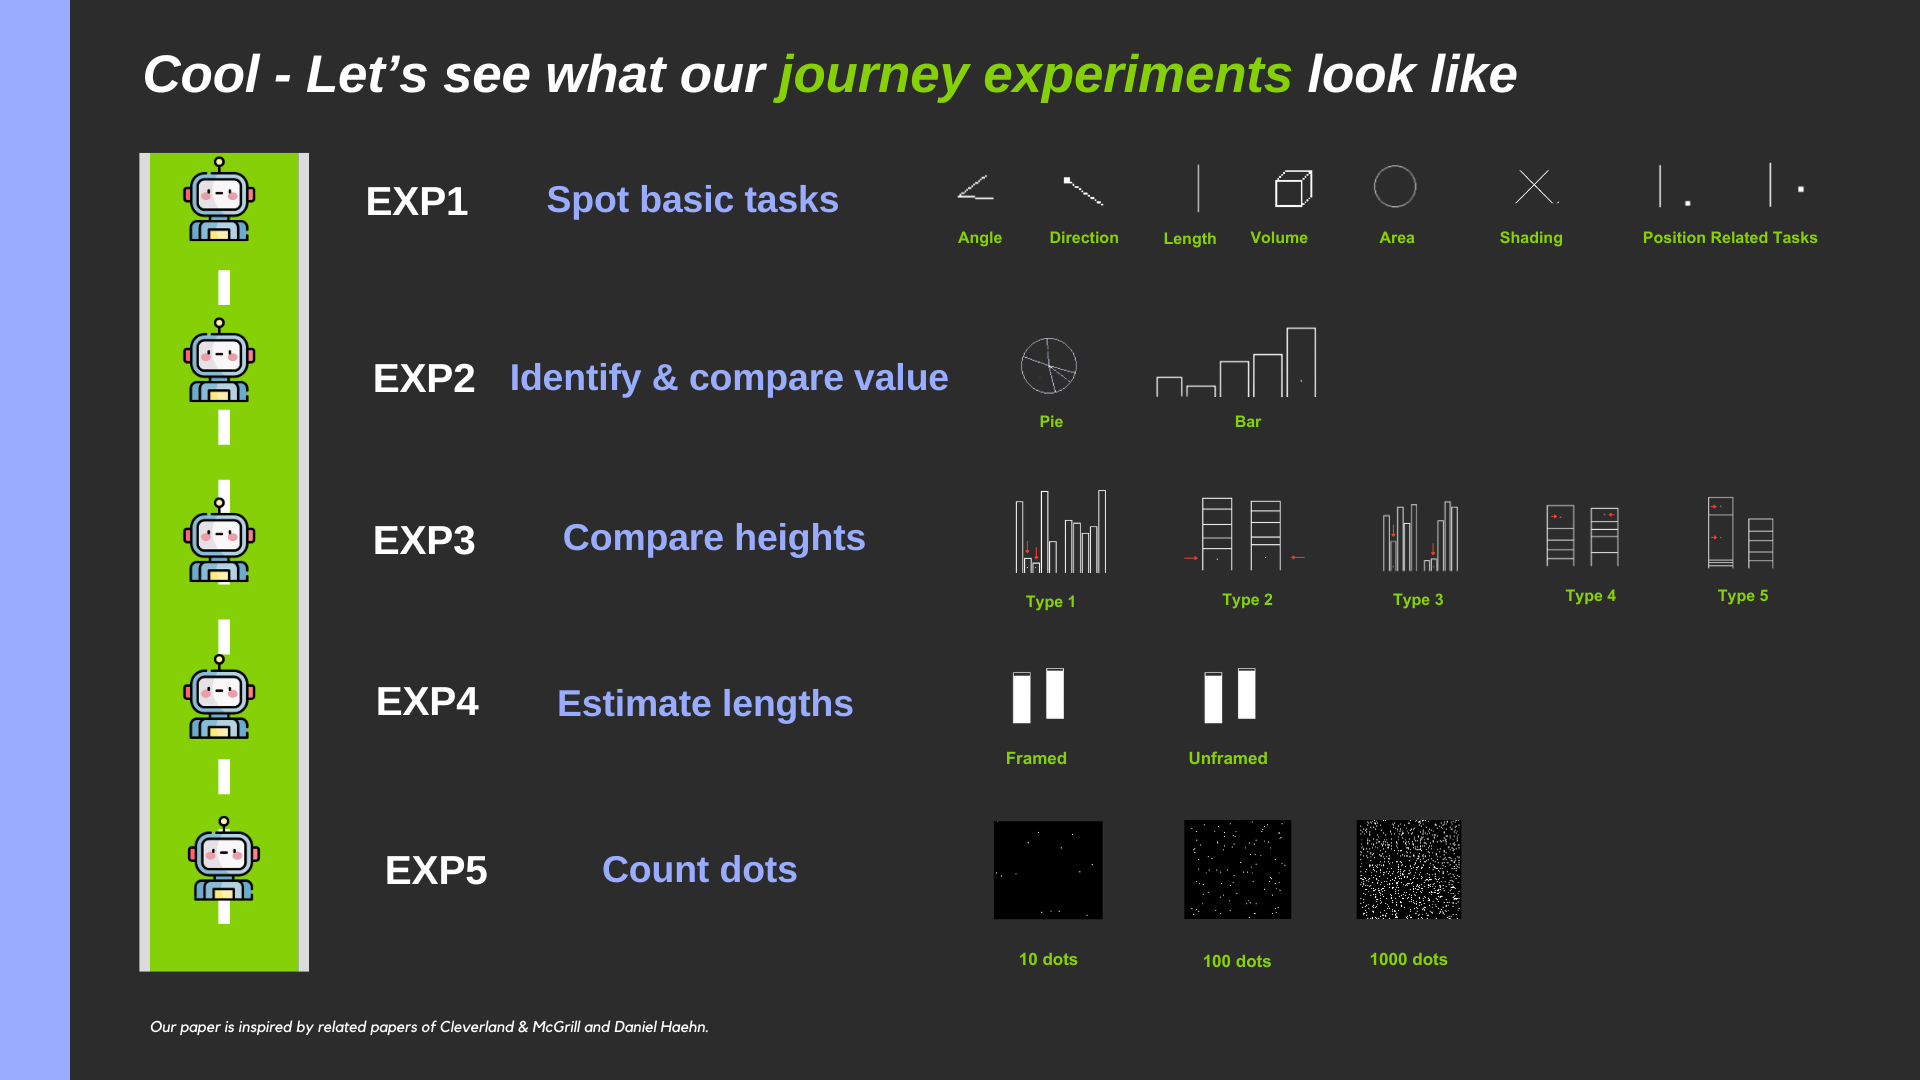 Cool - Let’s see what our journey experiments look like
EXP1
Spot basic tasks
Angle
Direction
Length
Volume
Area
Shading
Position Related Tasks
EXP2
Identify & compare value
Pie
Bar
EXP3
Compare heights
Type 1
Type 2
Type 3
Type 4
Type 5
EXP4
Estimate lengths
Framed
Unframed
EXP5
Count dots
10 dots
100 dots
1000 dots
Our paper is inspired by related papers of Cleverland & McGrill and Daniel Haehn.